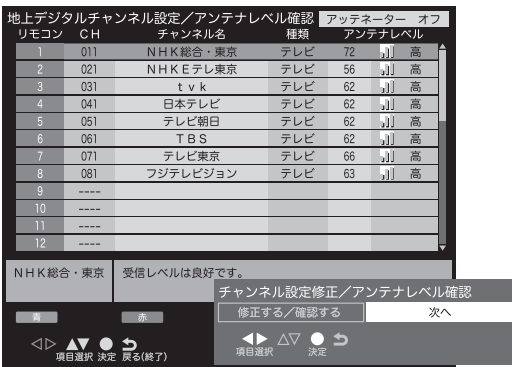 地上デジタルチャンネル設定／アンテナレベル確認 アッテネーター オフ
リモコン CH チャンネル名 種類 アンテナレベル
1 011 NHK総合・東京 テレビ 72 高
2 021 NHKEテレ東京 テレビ 56 高
3 031 tvk テレビ 62 高
4 041 日本テレビ テレビ 62 高
5 051 テレビ朝日 テレビ 62 高
6 061 TBS テレビ 62 高
7 071 テレビ東京 テレビ 66 高
8 081 フジテレビジョン テレビ 63 高
9 ----
10 ----
11 ----
12 ----
NHK総合・東京 受信レベルは良好です。
青 赤
項目選択 決定 戻る(終了)
チャンネル設定修正／アンテナレベル確認
修正する／確認する 次へ
項目選択 決定